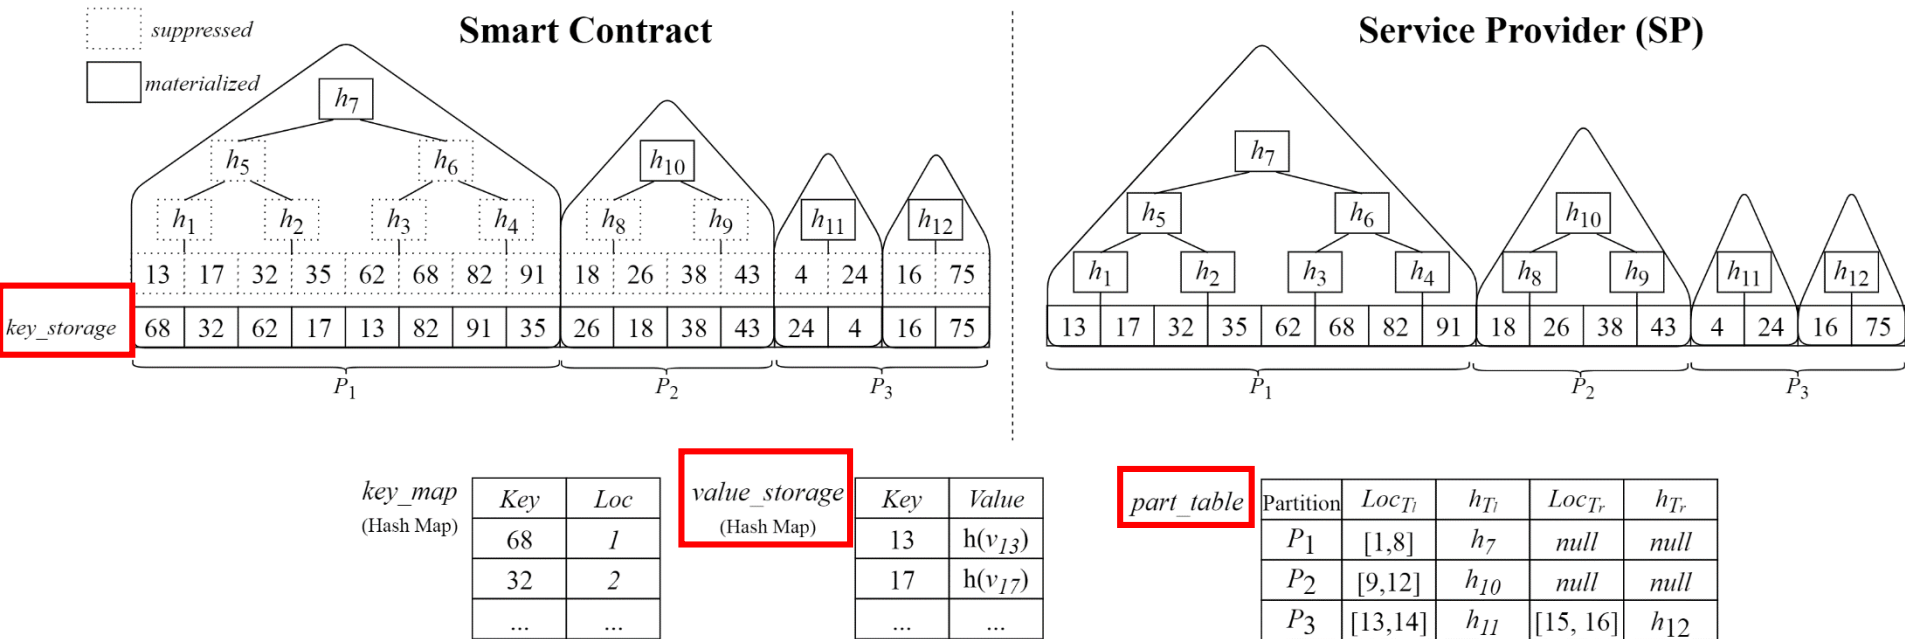 suppressed
materialized
Smart Contract
Service Provider (SP)
h7
h5 h6
h1 h2 h3 h4
h10
h8 h9
h11
h12
13 17 32 35 62 68 82 91 18 26 38 43 4 24 16 75
key_storage 68 32 62 17 13 82 91 35 26 18 38 43 24 4 16 75
P1 P2 P3
h7
h5 h6
h1 h2 h3 h4
h10
h8 h9
h11
h12
13 17 32 35 62 68 82 91 18 26 38 43 4 24 16 75
P1 P2 P3
key_map
(Hash Map)
Key Loc
68 1
32 2
... ...
value_storage
(Hash Map)
Key Value
13 h(v13)
17 h(v17)
... ...
part_table
Partition LocTl hTl LocTr hTr
P1 [1,8] h7 null null
P2 [9,12] h10 null null
P3 [13,14] h11 [15, 16] h12